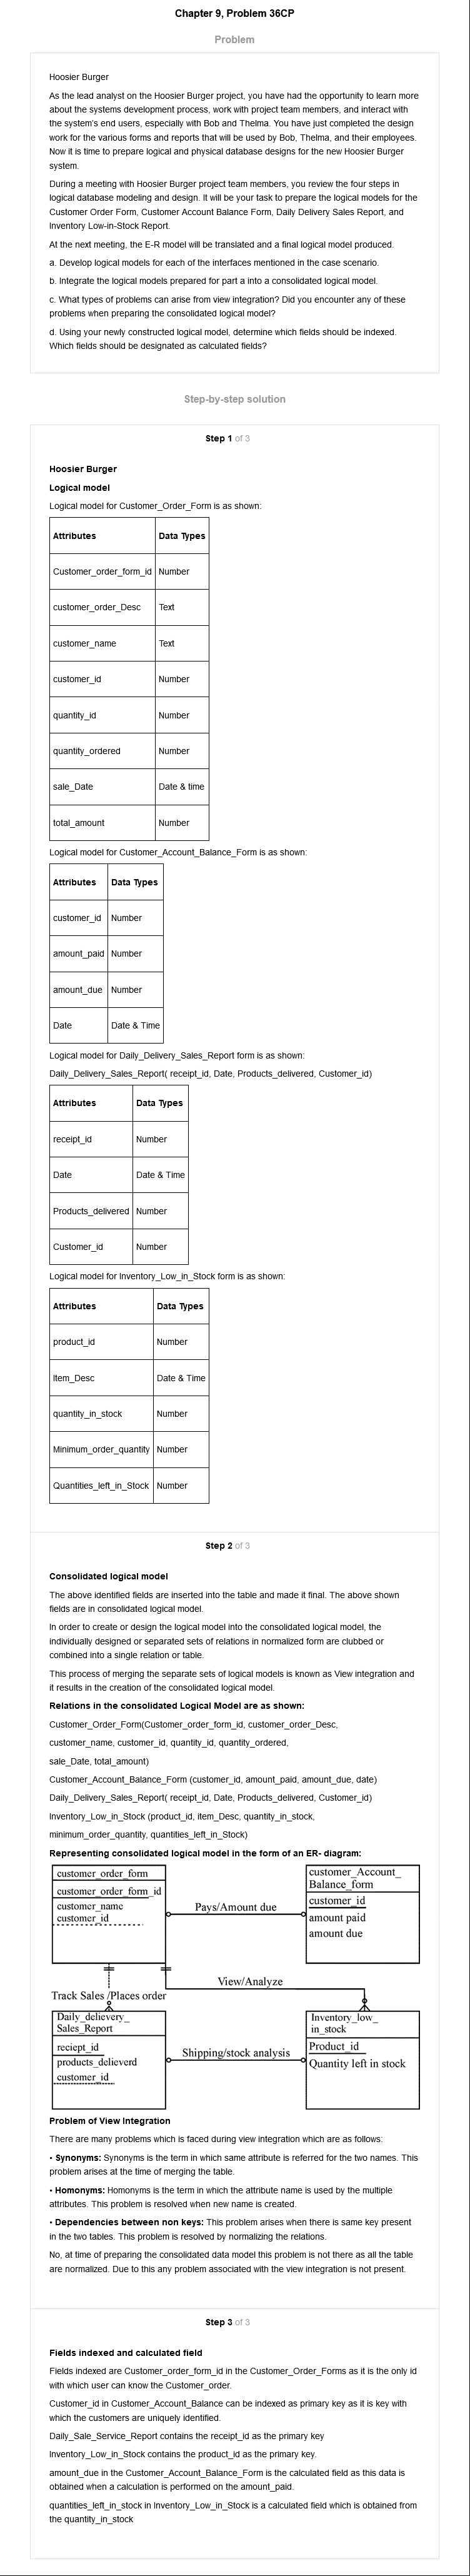 Chapter 9, Problem 36CP
Problem
Hoosier Burger
As the lead analyst on the Hoosier Burger project, you have had the opportunity to learn more
about the systems development process, work with project team members, and interact with
the system's end users, especially with Bob and Thelma. You have just completed the design
work for the various forms and reports that will be used by Bob, Thelma, and their employees.
Now it is time to prepare logical and physical database designs for the new Hoosier Burger
system.
During a meeting with Hoosier Burger project team members, you review the four steps in
logical database modeling and design. It will be your task to prepare the logical models for the
Customer Order Form, Customer Account Balance Form, Daily Delivery Sales Report, and
Inventory Low-in-Stock Report.
At the next meeting, the E-R model will be translated and a final logical model produced.
a. Develop logical models for each of the interfaces mentioned in the case scenario.
b. Integrate the logical models prepared for part a into a consolidated logical model.
c. What types of problems can arise from view integration? Did you encounter any of these
problems when preparing the consolidated logical model?
d. Using your newly constructed logical model, determine which fields should be indexed.
Which fields should be designated as calculated fields?
Step-by-step solution
Step 1 of 3
Hoosier Burger
Logical model
Logical model for Customer_Order_Form is as shown:
Attributes Data Types
Customer_order_form_id Number
customer_order_Desc Text
customer_name Text
customer_id Number
quantity_id Number
quantity_ordered Number
sale_Date Date & time
total_amount Number
Logical model for Customer_Account_Balance_Form is as shown:
Attributes Data Types
customer_id Number
amount_paid Number
amount_due Number
Date Date & Time
Logical model for Daily_Delivery_Sales_Report form is as shown:
Daily_Delivery_Sales_Report( receipt_id, Date, Products_delivered, Customer_id)
Attributes Data Types
receipt_id Number
Date Date & Time
Products_delivered Number
Customer_id Number
Logical model for Inventory_Low_in_Stock form is as shown:
Attributes Data Types
product_id Number
Item_Desc Date & Time
quantity_in_stock Number
Minimum_order_quantity Number
Quantities_left_in_Stock Number
Step 2 of 3
Consolidated logical model
The above identified fields are inserted into the table and made it final. The above shown
fields are in consolidated logical model.
In order to create or design the logical model into the consolidated logical model, the
individually designed or separated sets of relations in normalized form are clubbed or
combined into a single relation or table.
This process of merging the separate sets of logical models is known as View integration and
it results in the creation of the consolidated logical model.
Relations in the consolidated Logical Model are as shown:
Customer_Order_Form(Customer_order_form_id, customer_order_Desc,
customer_name, customer_id, quantity_id, quantity_ordered,
sale_Date, total_amount)
Customer_Account_Balance_Form (customer_id, amount_paid, amount_due, date)
Daily_Delivery_Sales_Report( receipt_id, Date, Products_delivered, Customer_id)
Inventory_Low_in_Stock (product_id, item_Desc, quantity_in_stock,
minimum_order_quantity, quantities_left_in_Stock)
Representing consolidated logical model in the form of an ER- diagram:
customer_order_form
customer_order_form_id
customer_name
customer_id
Pays/Amount due
customer_Account_
Balance_form
customer_id
amount paid
amount due
View/Analyze
Track Sales /Places order
Daily_delievery_
Sales_Report
reciept_id
products_delieverd
customer_id
Shipping/stock analysis
Inventory_low_
in_stock
Product_id
Quantity left in stock
Problem of View Integration
There are many problems which is faced during view integration which are as follows:
• Synonyms: Synonyms is the term in which same attribute is referred for the two names. This
problem arises at the time of merging the table.
• Homonyms: Homonyms is the term in which the attribute name is used by the multiple
attributes. This problem is resolved when new name is created.
• Dependencies between non keys: This problem arises when there is same key present
in the two tables. This problem is resolved by normalizing the relations.
No, at time of preparing the consolidated data model this problem is not there as all the table
are normalized. Due to this any problem associated with the view integration is not present.
Step 3 of 3
Fields indexed and calculated field
Fields indexed are Customer_order_form_id in the Customer_Order_Forms as it is the only id
with which user can know the Customer_order.
Customer_id in Customer_Account_Balance can be indexed as primary key as it is key with
which the customers are uniquely identified.
Daily_Sale_Service_Report contains the receipt_id as the primary key
Inventory_Low_in_Stock contains the product_id as the primary key.
amount_due in the Customer_Account_Balance_Form is the calculated field as this data is
obtained when a calculation is performed on the amount_paid.
quantities_left_in_stock in Inventory_Low_in_Stock is a calculated field which is obtained from
the quantity_in_stock